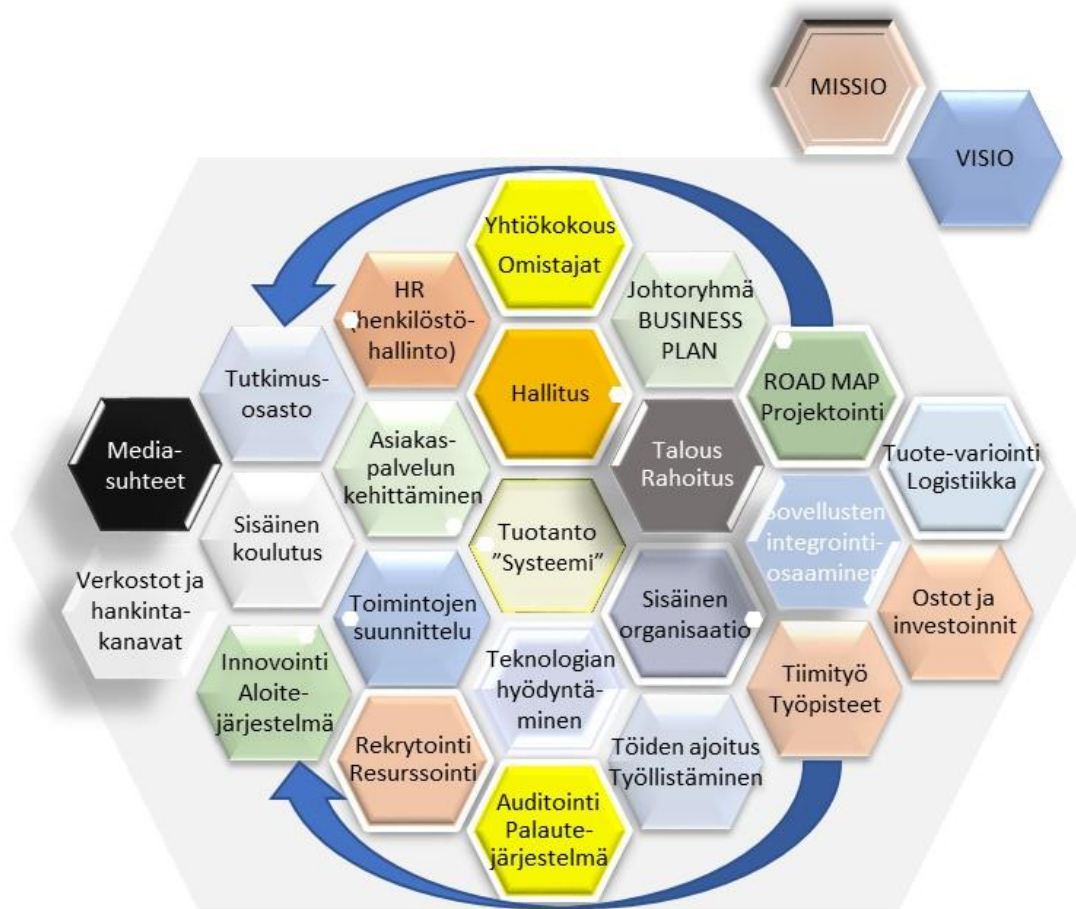 MISSIO
VISIO
Yhtiökokous
Omistajat
HR
(henkilöstö-
hallinto)
Johtoryhmä
BUSINESS
PLAN
Tutkimus-
osasto
Hallitus
ROAD MAP
Projektointi
Media-
suhteet
Asiakas-
palvelun
kehittäminen
Talous
Rahoitus
Tuote-variointi
Logistiikka
Sisäinen
koulutus
Tuotanto
”Systeemi”
Sovellusten
integrointi-
osaaminen
Verkostot ja
hankinta-
kanavat
Toimintojen
suunnittelu
Sisäinen
organisaatio
Ostot ja
investoinnit
Innovointi
Aloite-
järjestelmä
Teknologian
hyödyntä-
minen
Tiimityö
Työpisteet
Rekrytointi
Resurssointi
Töiden ajoitus
Työllistäminen
Auditointi
Palaute-
järjestelmä